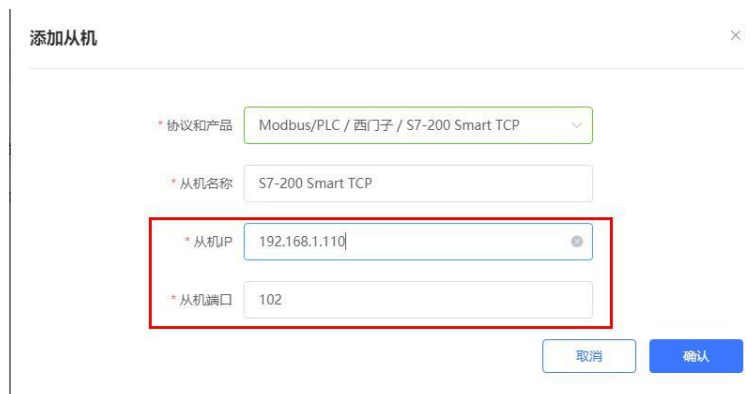 添加从机
* 协议和产品 Modbus/PLC / 西门子 / S7-200 Smart TCP
* 从机名称 S7-200 Smart TCP
* 从机IP 192.168.1.110
* 从机端口 102
取消 确认